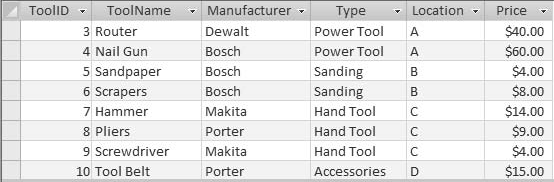 ToolID ToolName Manufacturer Type Location Price
3 Router Dewalt Power Tool A $40.00
4 Nail Gun Bosch Power Tool A $60.00
5 Sandpaper Bosch Sanding B $4.00
6 Scrapers Bosch Sanding B $8.00
7 Hammer Makita Hand Tool C $14.00
8 Pliers Porter Hand Tool C $9.00
9 Screwdriver Makita Hand Tool C $4.00
10 Tool Belt Porter Accessories D $15.00